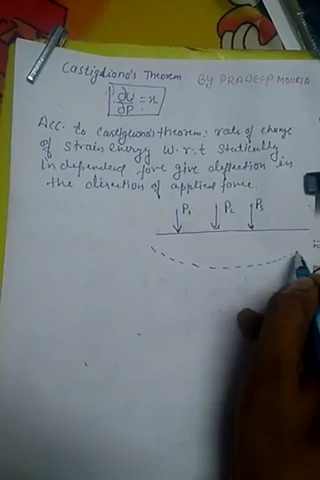 Castigliano's Theorem BY PRADEEP MOURIA
∂U/∂P = x
Acc. to Castigliano's theorem: rate of change
of strain energy W.r.t statically
independent force give deflection in
the direction of applied force.
P₁ P₂ P₃